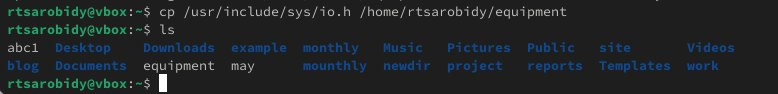 rtsarobidy@vbox:~$ cp /usr/include/sys/io.h /home/rtsarobidy/equipment
rtsarobidy@vbox:~$ ls
abc1 Desktop Downloads example monthly Music Pictures Public site Videos
blog Documents equipment may mounthly newdir project reports Templates work
rtsarobidy@vbox:~$